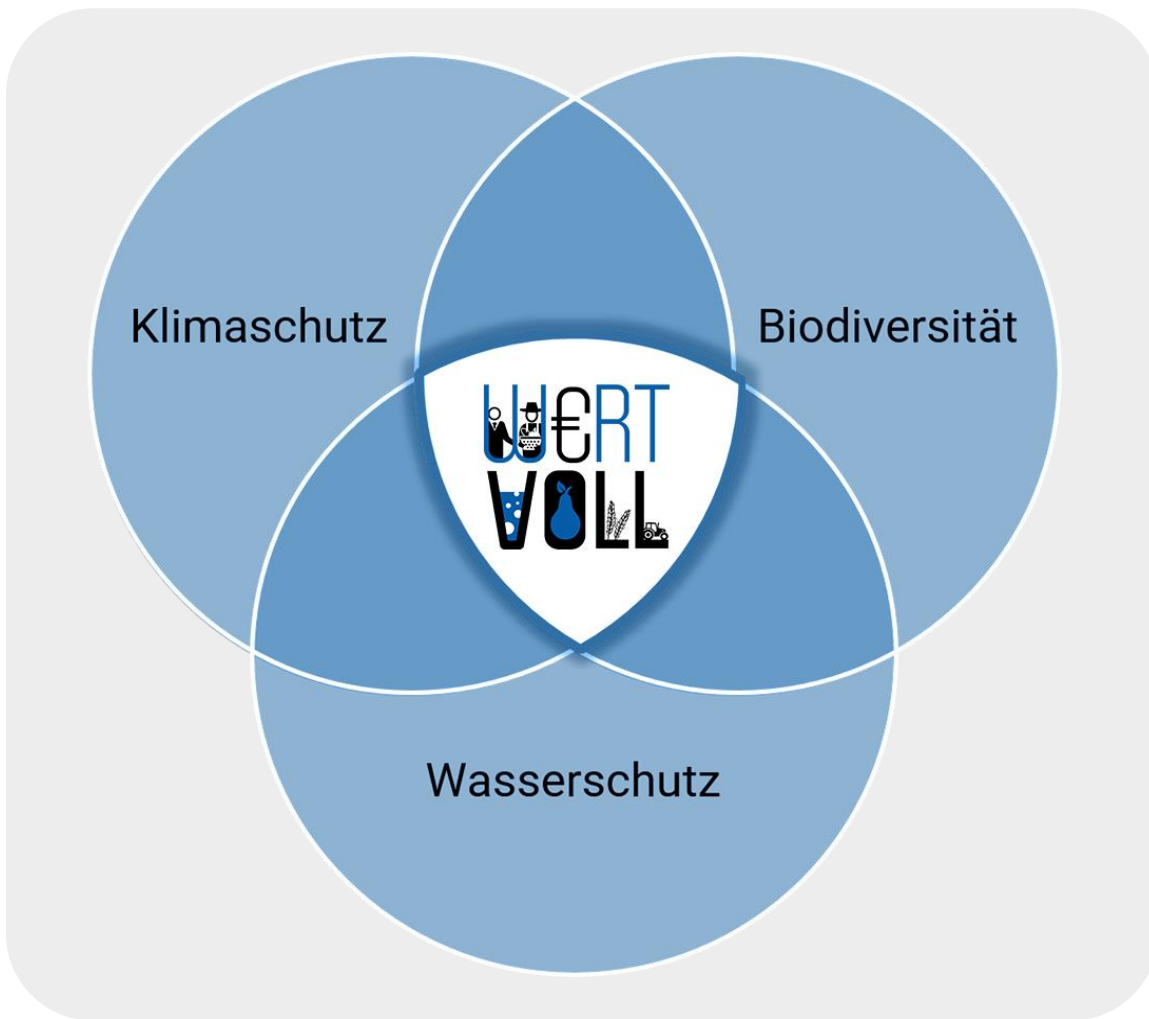 Klimaschutz
Biodiversität
W€RT
VOLL
Wasserschutz